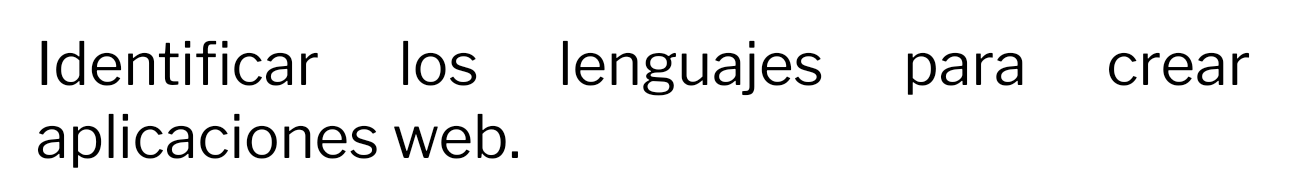 Identificar los lenguajes para crear
aplicaciones web.